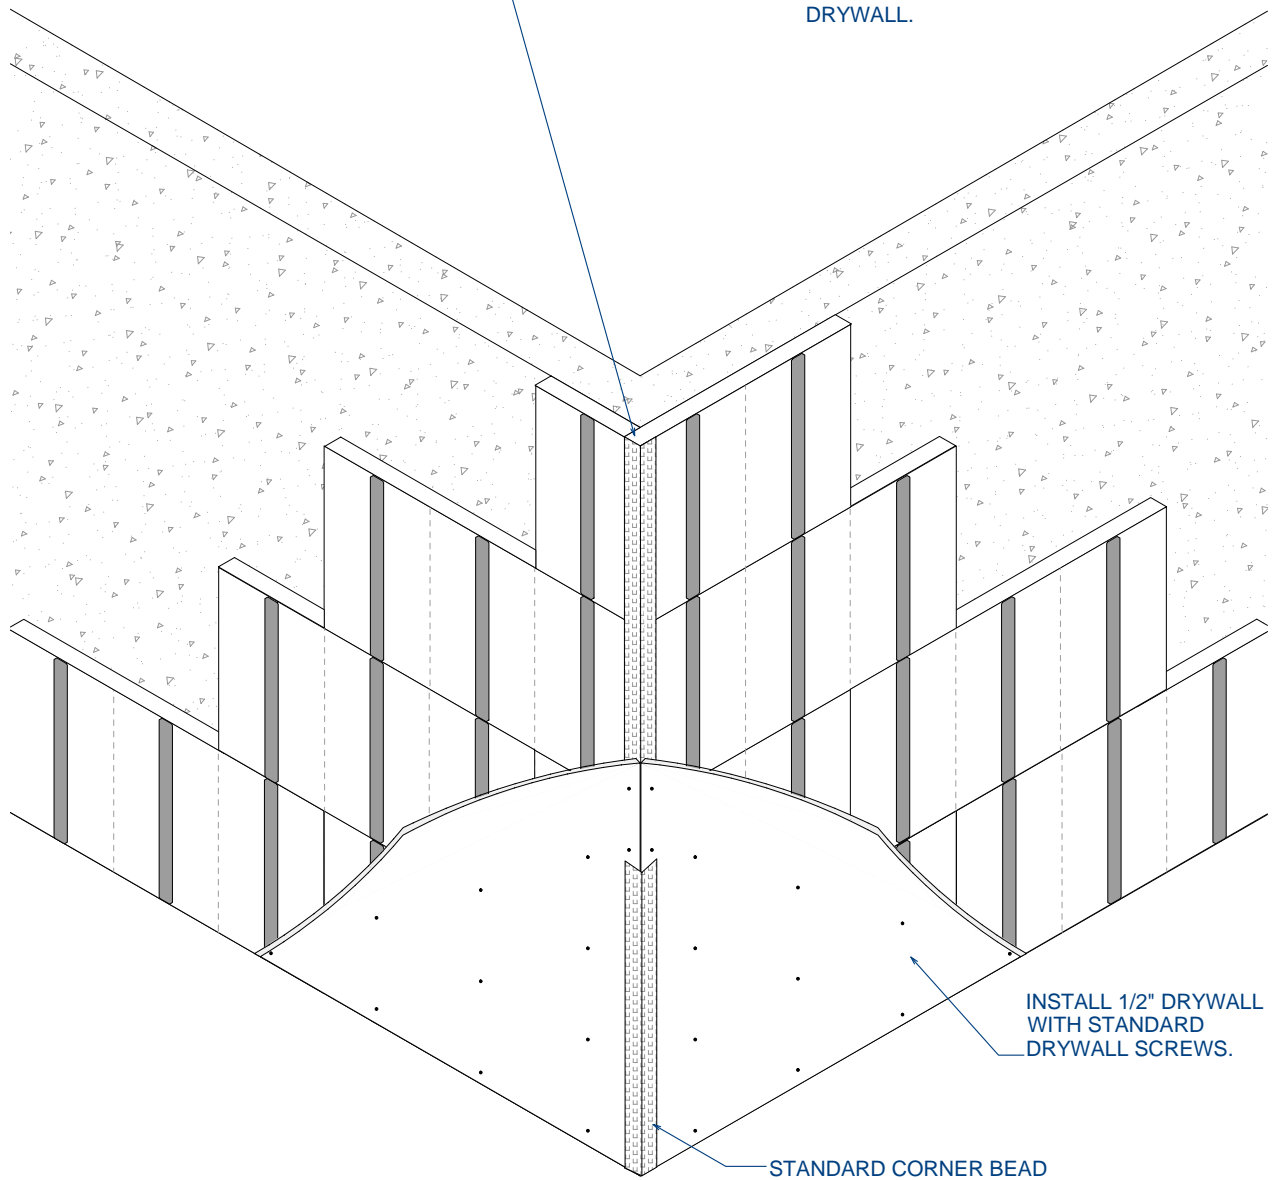 DRYWALL.
INSTALL 1/2" DRYWALL
WITH STANDARD
DRYWALL SCREWS.
STANDARD CORNER BEAD